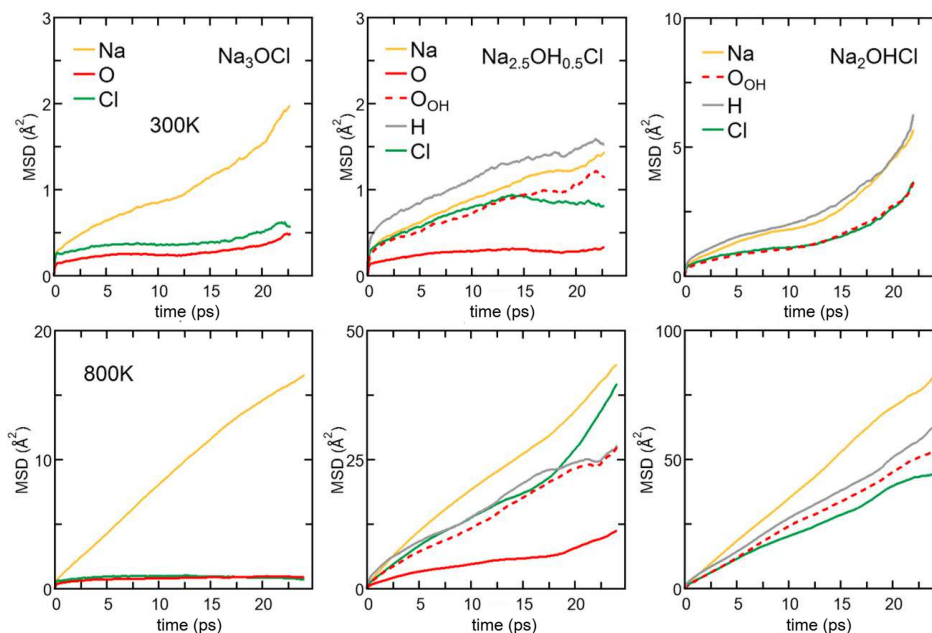 3
2
1
0
MSD (Å²)
Na
O
Cl
Na₃OCl
300K
0 5 10 15 20
time (ps)
3
2
1
0
MSD (Å²)
Na₂.₅OH₀.₅Cl
Na
O
O_OH
H
Cl
0 5 10 15 20
time (ps)
10
5
0
MSD (Å²)
Na₂OHCl
Na
O_OH
H
Cl
0 5 10 15 20
time (ps)
20
10
0
MSD (Å²)
800K
0 5 10 15 20
time (ps)
50
25
0
MSD (Å²)
0 5 10 15 20
time (ps)
100
50
0
MSD (Å²)
0 5 10 15 20
time (ps)